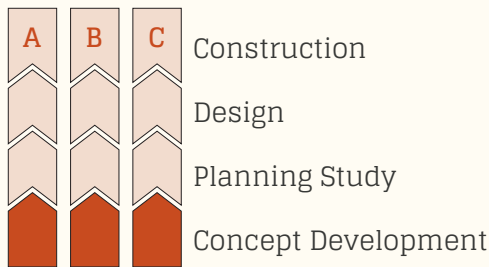 A B C
Construction
Design
Planning Study
Concept Development